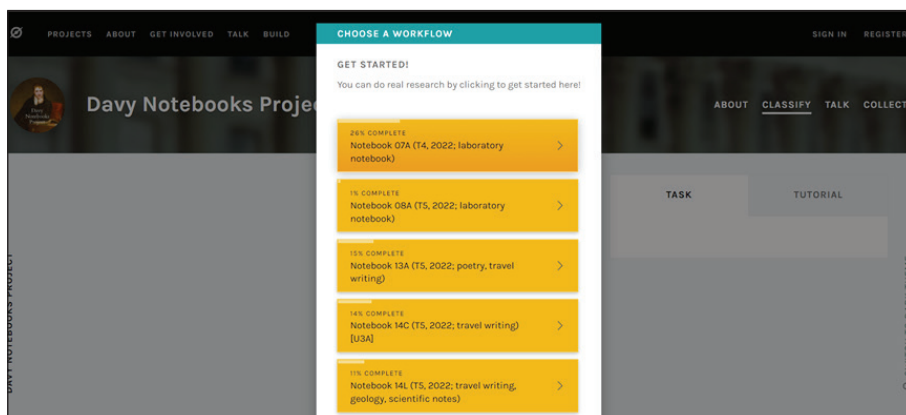 PROJECTS ABOUT GET INVOLVED TALK BUILD
SIGN IN REGISTER
CHOOSE A WORKFLOW
GET STARTED!
You can do real research by clicking to get started here!
Davy Notebooks Proje
ABOUT CLASSIFY TALK COLLECT
26% COMPLETE
Notebook 07A (T4, 2022; laboratory
notebook)
1% COMPLETE
Notebook 08A (T5, 2022; laboratory
notebook)
15% COMPLETE
Notebook 13A (T5, 2022; poetry, travel
writing)
14% COMPLETE
Notebook 14C (T5, 2022; travel writing)
[U3A]
11% COMPLETE
Notebook 14L (T5, 2022; travel writing,
geology, scientific notes)
TASK TUTORIAL
DAVY NOTEBOOKS PROJECT